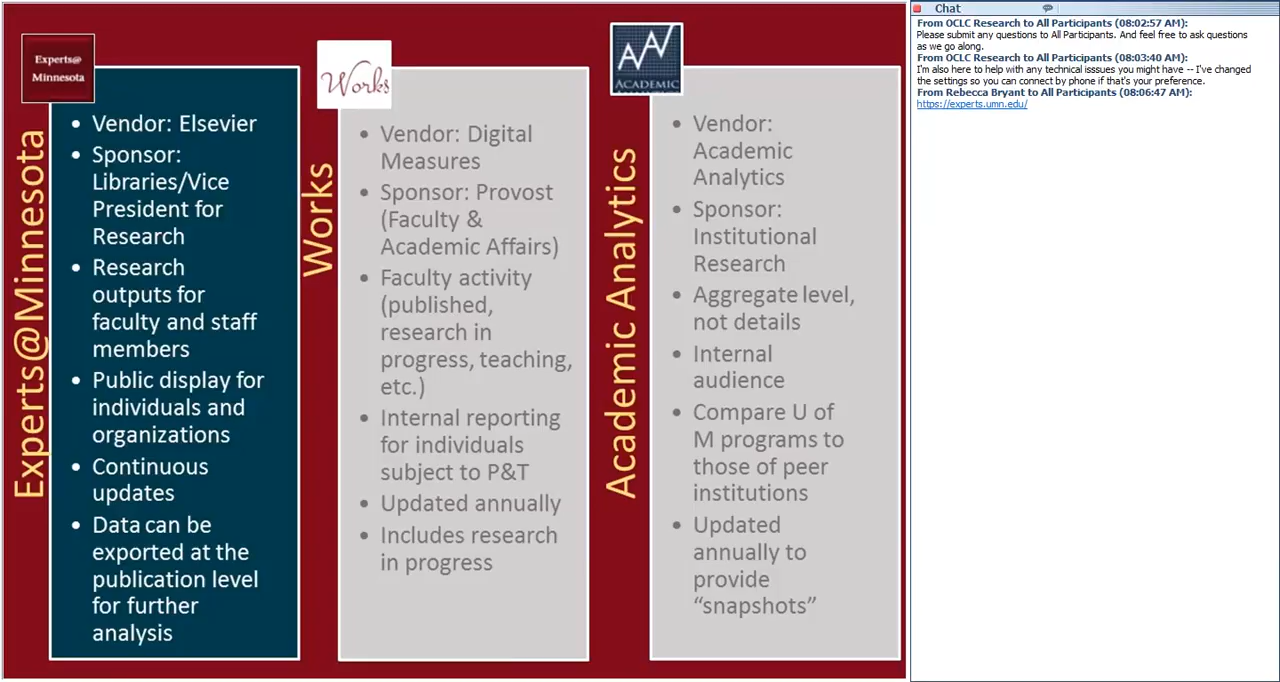 Experts@
Minnesota
Experts@Minnesota
• Vendor: Elsevier
• Sponsor:
Libraries/Vice
President for
Research
• Research
outputs for
faculty and staff
members
• Public display for
individuals and
organizations
• Continuous
updates
• Data can be
exported at the
publication level
for further
analysis
Works
Works
• Vendor: Digital
Measures
• Sponsor: Provost
(Faculty &
Academic Affairs)
• Faculty activity
(published,
research in
progress, teaching,
etc.)
• Internal reporting
for individuals
subject to P&T
• Updated annually
• Includes research
in progress
ACADEMIC
Academic Analytics
• Vendor:
Academic
Analytics
• Sponsor:
Institutional
Research
• Aggregate level,
not details
• Internal
audience
• Compare U of
M programs to
those of peer
institutions
• Updated
annually to
provide
“snapshots”
Chat
From OCLC Research to All Participants (08:02:57 AM):
Please submit any questions to All Participants. And feel free to ask questions
as we go along.
From OCLC Research to All Participants (08:03:40 AM):
I'm also here to help with any technical isssues you might have -- I've changed
the settings so you can connect by phone if that's your preference.
From Rebecca Bryant to All Participants (08:06:47 AM):
https://experts.umn.edu/